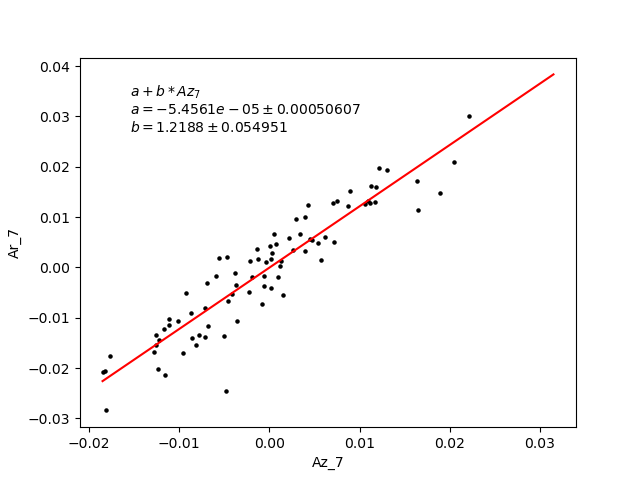 0.04
0.03
0.02
0.01
0.00
−0.01
−0.02
−0.03
Ar_7
a + b * Az₇
a = −5.4561e − 05 ± 0.00050607
b = 1.2188 ± 0.054951
−0.02 −0.01 0.00 0.01 0.02 0.03
Az_7